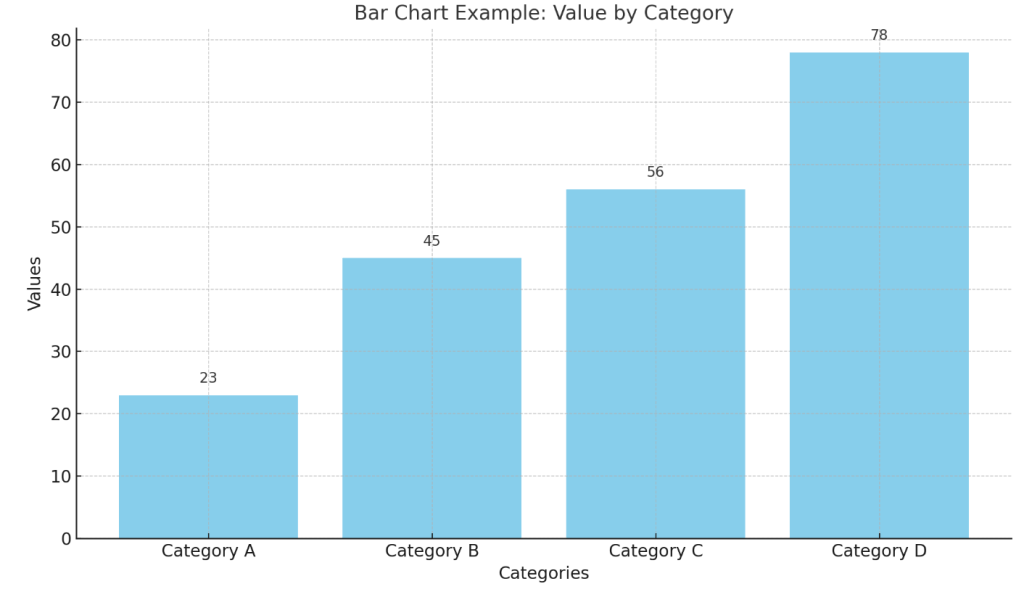 Bar Chart Example: Value by Category
80
70
60
50
40
30
20
10
0
Values
23
45
56
78
Category A
Category B
Category C
Category D
Categories